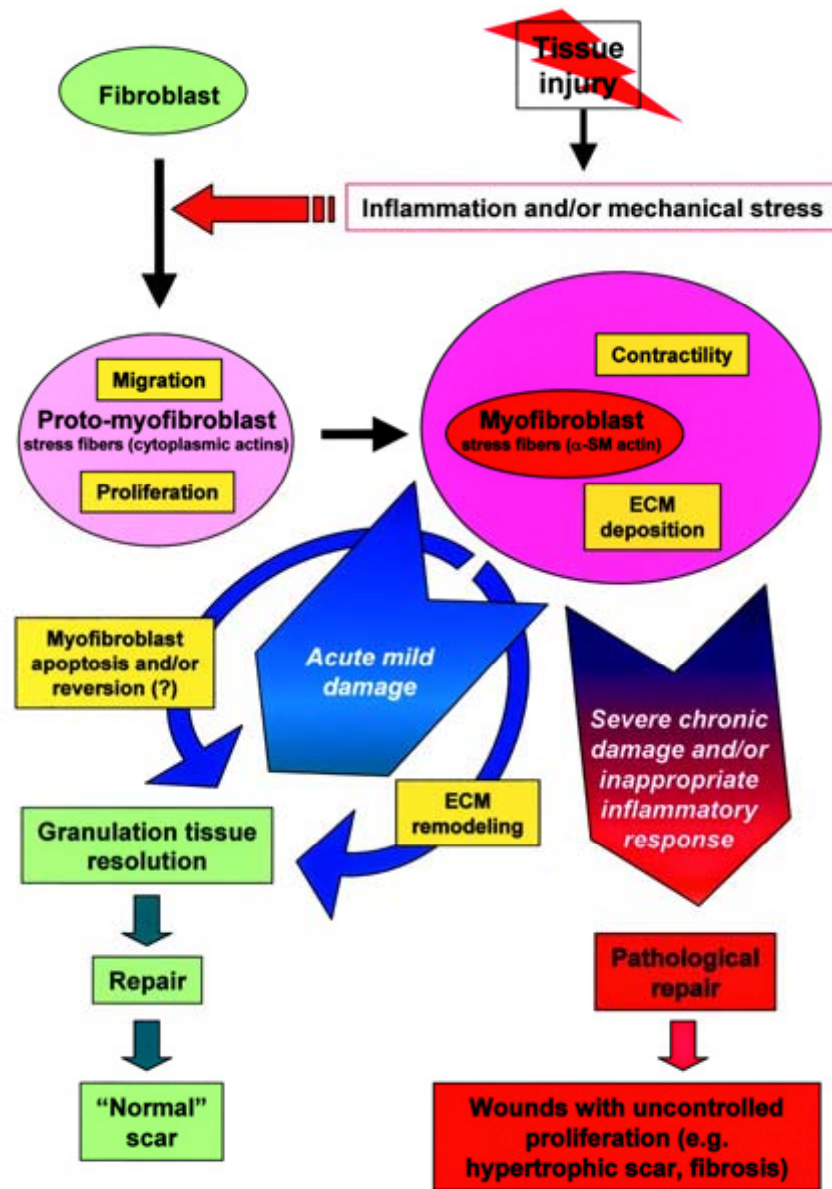 Fibroblast
Tissue
injury
Inflammation and/or mechanical stress
Migration
Proto-myofibroblast
stress fibers (cytoplasmic actins)
Proliferation
Contractility
Myofibroblast
stress fibers (α-SM actin)
ECM
deposition
Myofibroblast
apoptosis and/or
reversion (?)
Acute mild
damage
Severe chronic
damage and/or
inappropriate
inflammatory
response
ECM
remodeling
Granulation tissue
resolution
Repair
Pathological
repair
“Normal”
scar
Wounds with uncontrolled
proliferation (e.g.
hypertrophic scar, fibrosis)